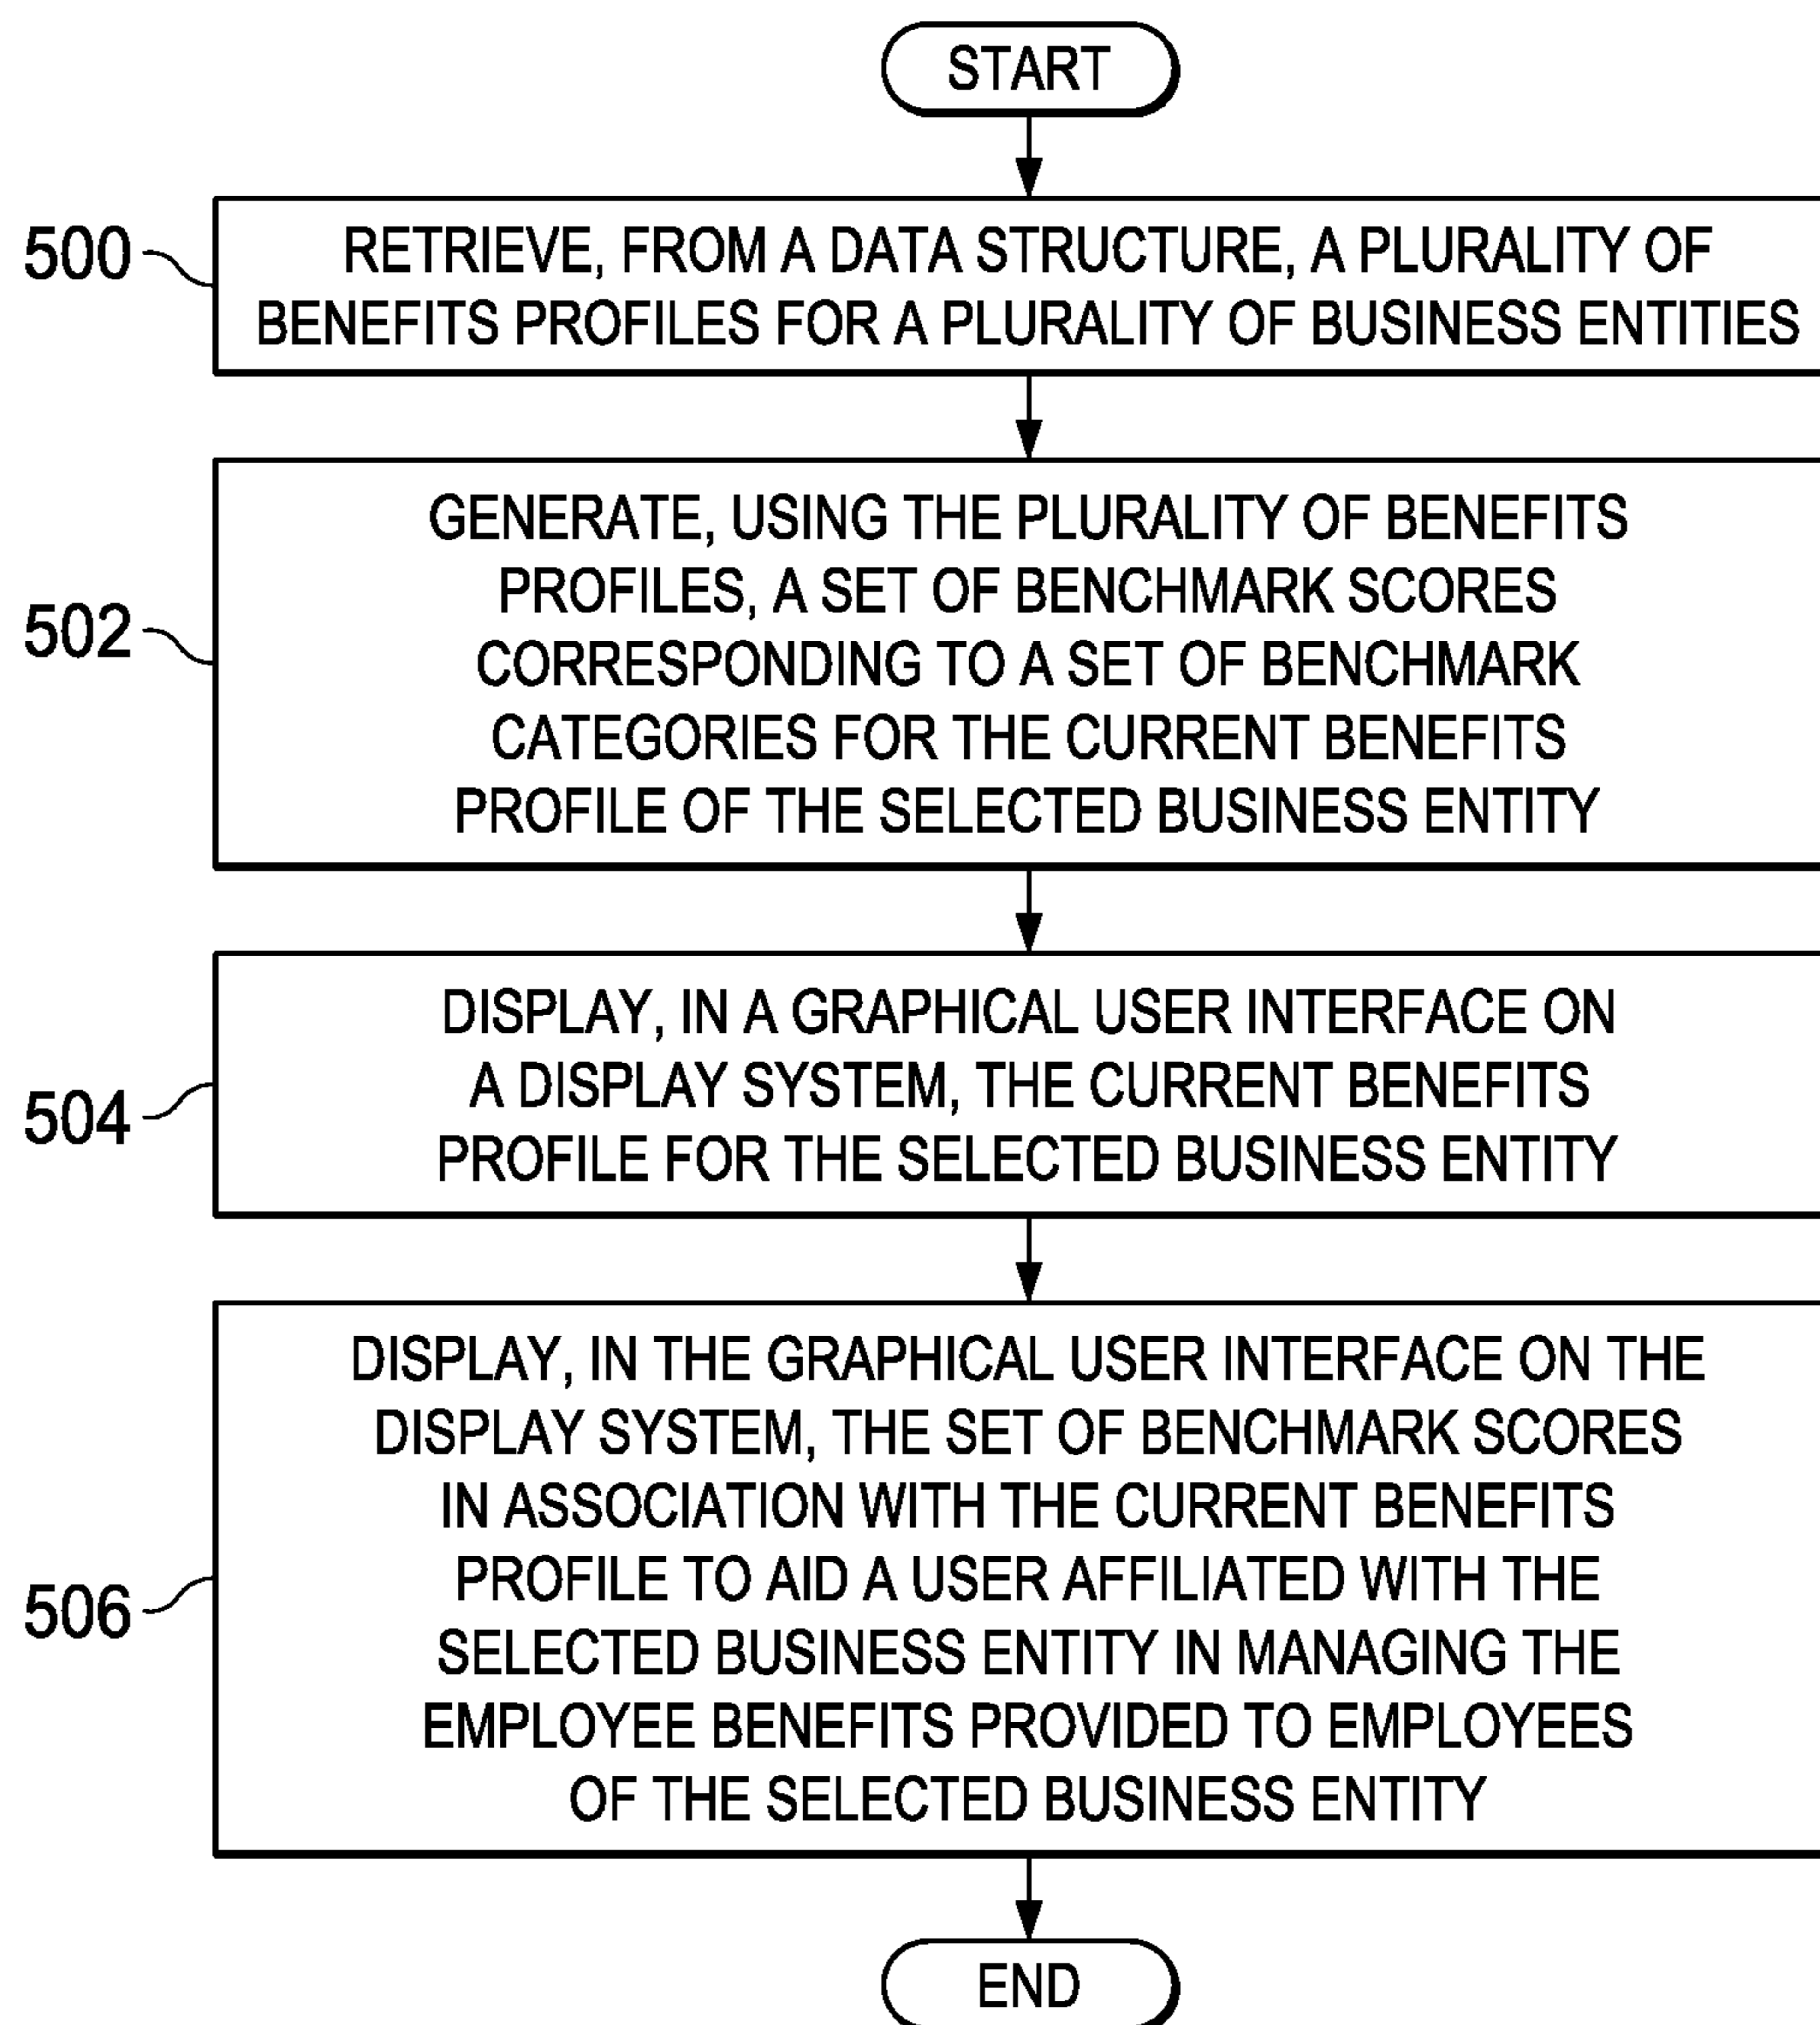 START
500
RETRIEVE, FROM A DATA STRUCTURE, A PLURALITY OF
BENEFITS PROFILES FOR A PLURALITY OF BUSINESS ENTITIES
502
GENERATE, USING THE PLURALITY OF BENEFITS
PROFILES, A SET OF BENCHMARK SCORES
CORRESPONDING TO A SET OF BENCHMARK
CATEGORIES FOR THE CURRENT BENEFITS
PROFILE OF THE SELECTED BUSINESS ENTITY
504
DISPLAY, IN A GRAPHICAL USER INTERFACE ON
A DISPLAY SYSTEM, THE CURRENT BENEFITS
PROFILE FOR THE SELECTED BUSINESS ENTITY
506
DISPLAY, IN THE GRAPHICAL USER INTERFACE ON THE
DISPLAY SYSTEM, THE SET OF BENCHMARK SCORES
IN ASSOCIATION WITH THE CURRENT BENEFITS
PROFILE TO AID A USER AFFILIATED WITH THE
SELECTED BUSINESS ENTITY IN MANAGING THE
EMPLOYEE BENEFITS PROVIDED TO EMPLOYEES
OF THE SELECTED BUSINESS ENTITY
END